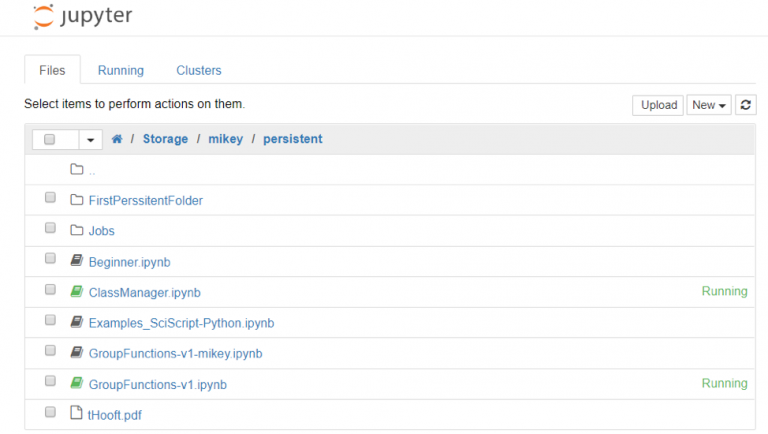 jupyter
Files Running Clusters
Select items to perform actions on them. Upload New
/ Storage / mikey / persistent
..
FirstPerssitentFolder
Jobs
Beginner.ipynb
ClassManager.ipynb Running
Examples_SciScript-Python.ipynb
GroupFunctions-v1-mikey.ipynb
GroupFunctions-v1.ipynb Running
tHooft.pdf